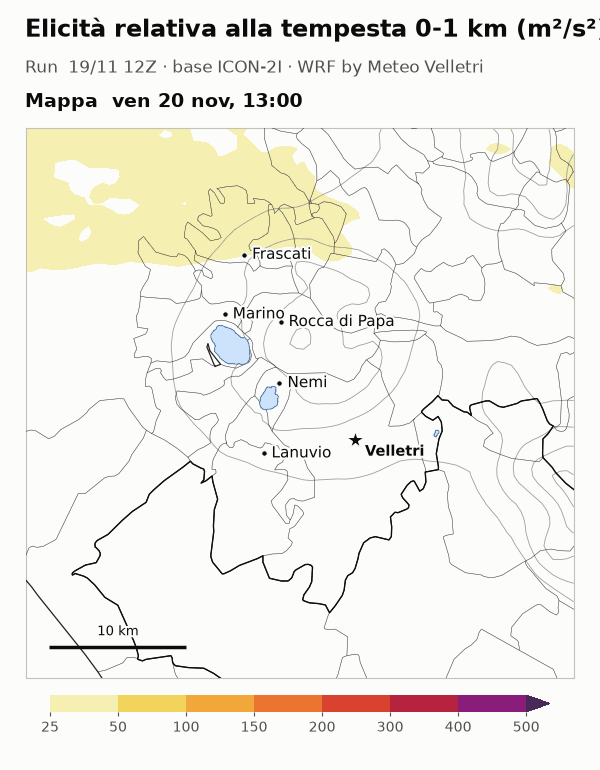 Elicità relativa alla tempesta 0-1 km (m²/s²)
Run  19/11 12Z · base ICON-2I · WRF by Meteo Velletri
Mappa  ven 20 nov, 13:00
Frascati
Marino
Rocca di Papa
Nemi
Velletri
Lanuvio
10 km
25 50 100 150 200 300 400 500